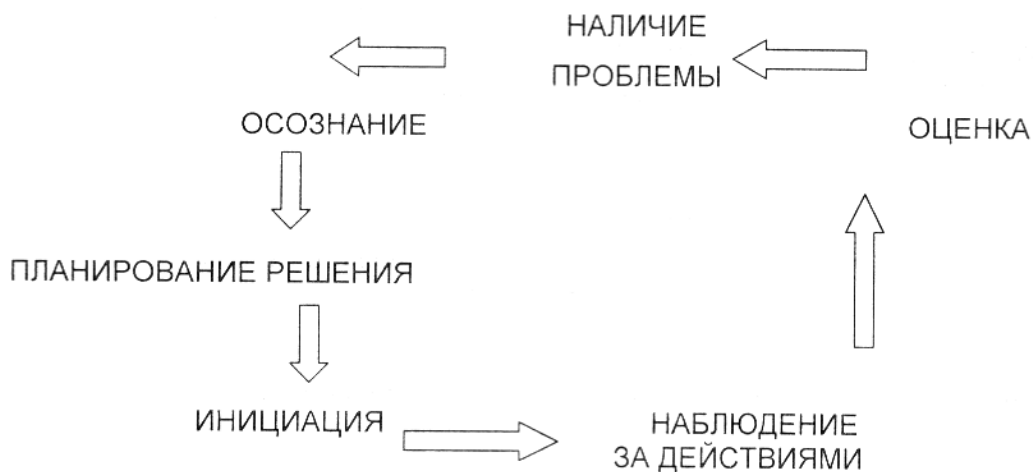 НАЛИЧИЕ
ПРОБЛЕМЫ
ОСОЗНАНИЕ
ОЦЕНКА
ПЛАНИРОВАНИЕ РЕШЕНИЯ
ИНИЦИАЦИЯ
НАБЛЮДЕНИЕ
ЗА ДЕЙСТВИЯМИ